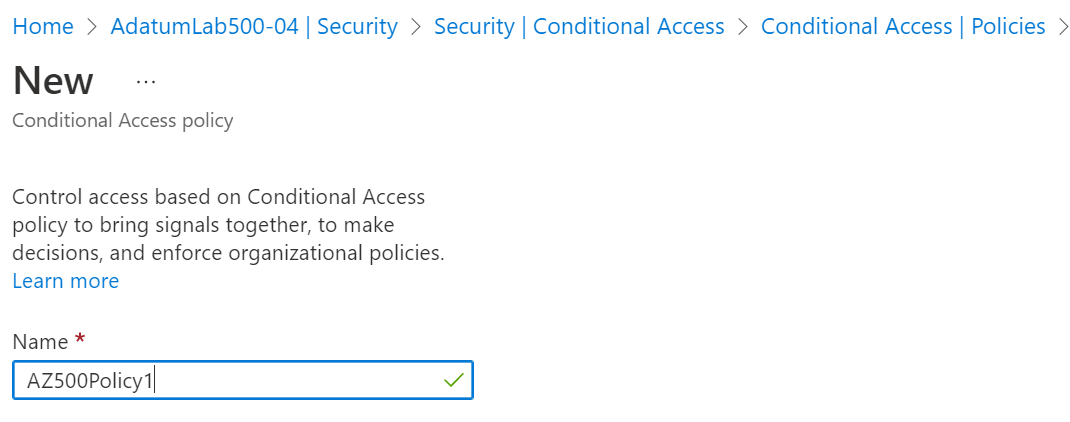 Home > AdatumLab500-04 | Security > Security | Conditional Access > Conditional Access | Policies >
New ...
Conditional Access policy
Control access based on Conditional Access
policy to bring signals together, to make
decisions, and enforce organizational policies.
Learn more
Name *
AZ500Policy1